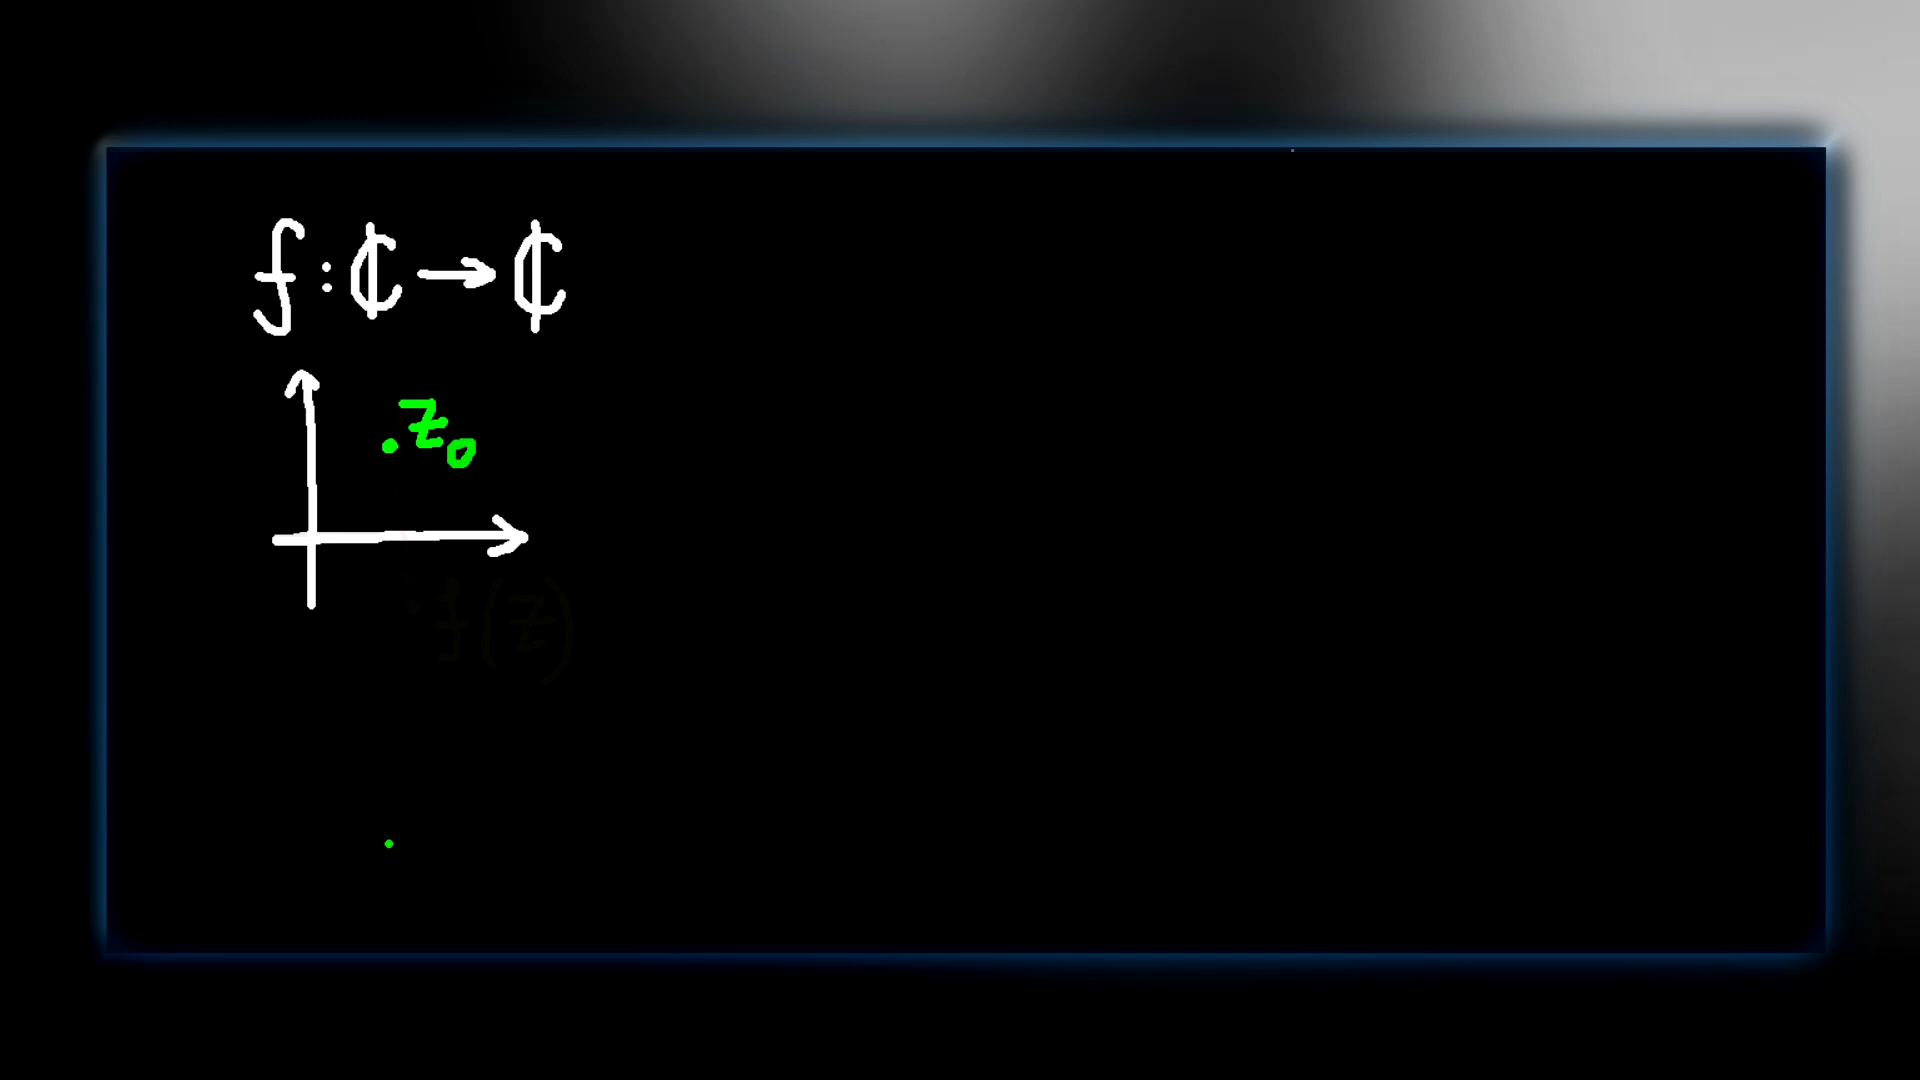 f: ℂ → ℂ
z₀
f(z)